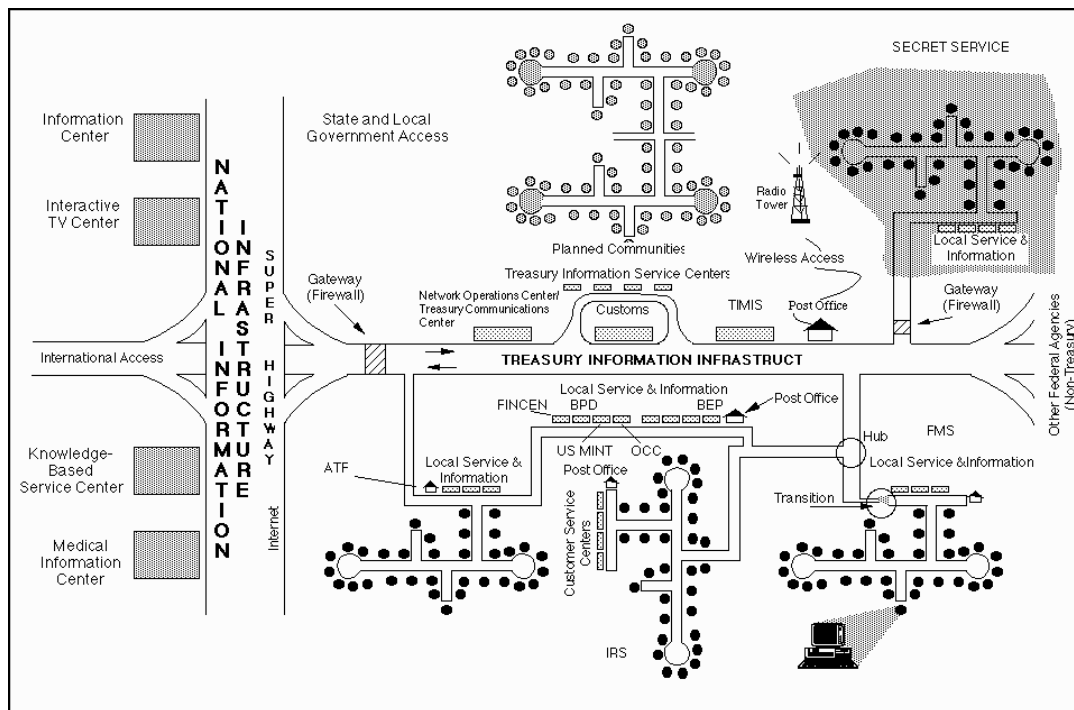 SECRET SERVICE
Information
Center
State and Local
Government Access
Interactive
TV Center
NATIONAL INFORMATION
INFRASTRUCTURE
SUPER HIGHWAY
Internet
Radio
Tower
Planned Communities
Wireless Access
Local Service &
Information
Treasury Information Service Centers
Gateway
(Firewall)
Network Operations Center/
Treasury Communications
Center
Customs
TIMIS
Post Office
Gateway
(Firewall)
International Access
TREASURY INFORMATION INFRASTRUCT
Other Federal Agencies
(Non-Treasury)
Local Service & Information
FINCEN
BPD
BEP
Post Office
US MINT
OCC
Hub
FMS
Knowledge-
Based
Service Center
ATF
Local Service &
Information
Post Office
Local Service &Information
Transition
Customer Service
Centers
Medical
Information
Center
IRS